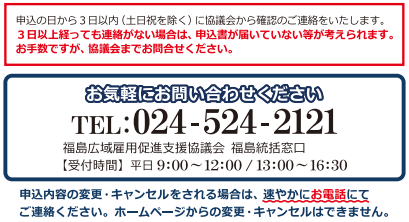 申込の日から３日以内（土日祝を除く）に協議会から確認のご連絡をいたします。
３日以上経っても連絡がない場合は、申込書が届いていない等が考えられます。
お手数ですが、協議会までお問合せください。
お気軽にお問い合わせください
TEL:024-524-2121
福島広域雇用促進支援協議会 福島統括窓口
【受付時間】 平日 9：00～12：00 / 13：00～16：30
申込内容の変更・キャンセルをされる場合は、速やかにお電話にて
ご連絡ください。ホームページからの変更・キャンセルはできません。